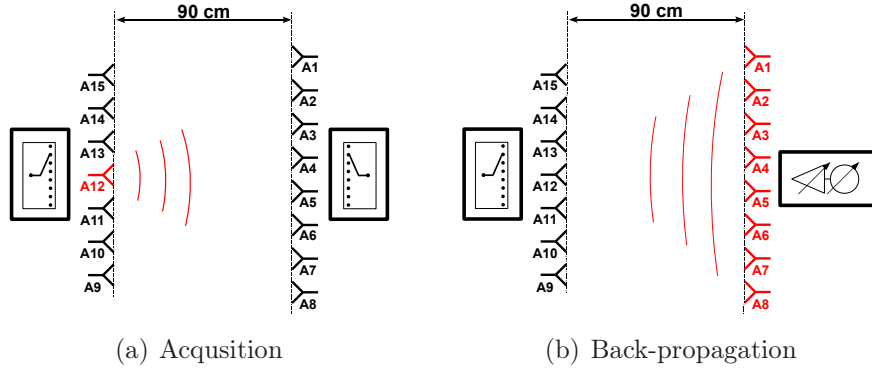 90 cm
A15
A14
A13
A12
A11
A10
A9
A1
A2
A3
A4
A5
A6
A7
A8
(a) Acqusition
90 cm
A15
A14
A13
A12
A11
A10
A9
A1
A2
A3
A4
A5
A6
A7
A8
(b) Back-propagation